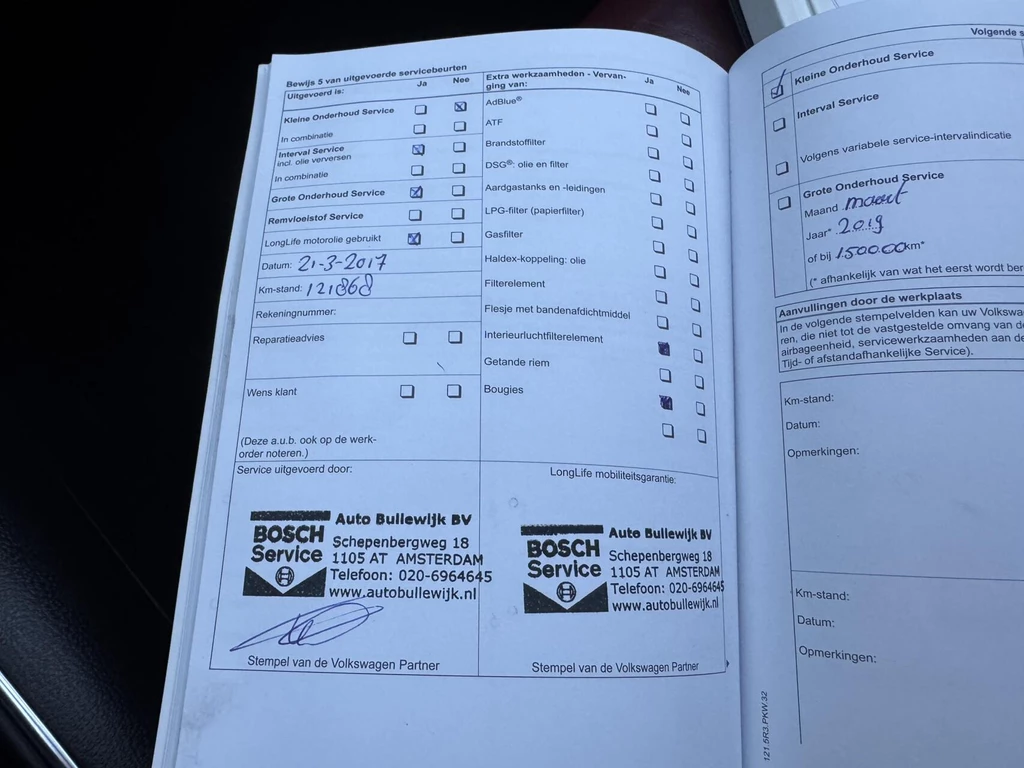 Bewijs 5 van uitgevoerde servicebeurten
Uitgevoerd is:
Ja Nee
Kleine Onderhoud Service
In combinatie
Interval Service
incl. olie verversen
In combinatie
Grote Onderhoud Service
Remvloeistof Service
LongLife motorolie gebruikt
Datum: 21-3-2017
Km-stand: 121868
Rekeningnummer:
Reparatieadvies
Wens klant
(Deze a.u.b. ook op de werk-
order noteren.)
Extra werkzaamheden - Vervan-
ging van:
Ja Nee
AdBlue®
ATF
Brandstoffilter
DSG®: olie en filter
Aardgastanks en -leidingen
LPG-filter (papierfilter)
Gasfilter
Haldex-koppeling: olie
Filterelement
Flesje met bandenafdichtmiddel
Interieurluchtfilterelement
Getande riem
Bougies
Service uitgevoerd door:
BOSCH
Service
Auto Bullewijk BV
Schepenbergweg 18
1105 AT AMSTERDAM
Telefoon: 020-6964645
www.autobullewijk.nl
Stempel van de Volkswagen Partner
LongLife mobiliteitsgarantie:
BOSCH
Service
Auto Bullewijk BV
Schepenbergweg 18
1105 AT AMSTERDAM
Telefoon: 020-6964645
www.autobullewijk.nl
Stempel van de Volkswagen Partner
Volgende
Kleine Onderhoud Service
Interval Service
Volgens variabele service-intervalindicatie
Grote Onderhoud Service
Maand maart
Jaar* 2019
of bij 150000km*
(* afhankelijk van wat het eerst wordt
Aanvullingen door de werkplaats
In de volgende stempelvelden kan uw
ren, die niet tot de vastgestelde omvang van
airbageenheid, servicewerkzaamheden aan
Tijd- of afstandafhankelijke Service).
Km-stand:
Datum:
Opmerkingen:
Km-stand:
Datum:
Opmerkingen:
121.5R3.PKW.32